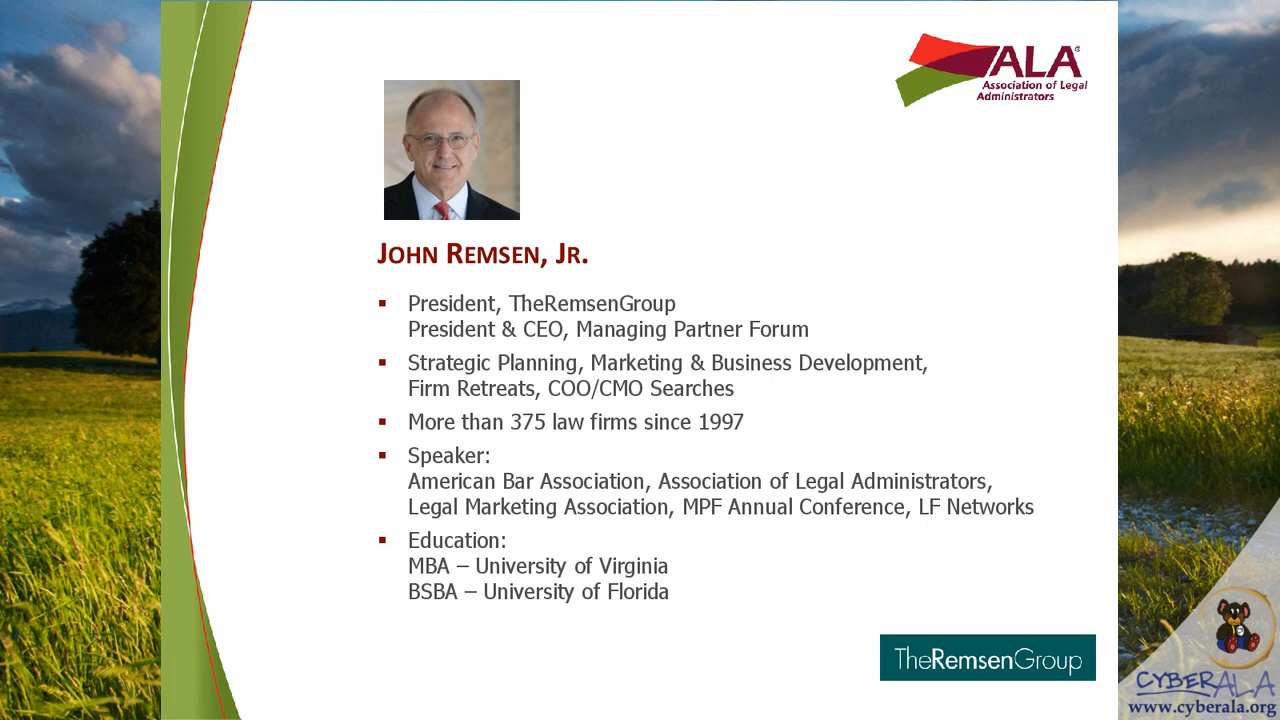 ALA®
Association of Legal
Administrators
JOHN REMSEN, JR.
▪ President, TheRemsenGroup
President & CEO, Managing Partner Forum
▪ Strategic Planning, Marketing & Business Development,
Firm Retreats, COO/CMO Searches
▪ More than 375 law firms since 1997
▪ Speaker:
American Bar Association, Association of Legal Administrators,
Legal Marketing Association, MPF Annual Conference, LF Networks
▪ Education:
MBA – University of Virginia
BSBA – University of Florida
TheRemsenGroup
CYBERALA
www.cyberala.org